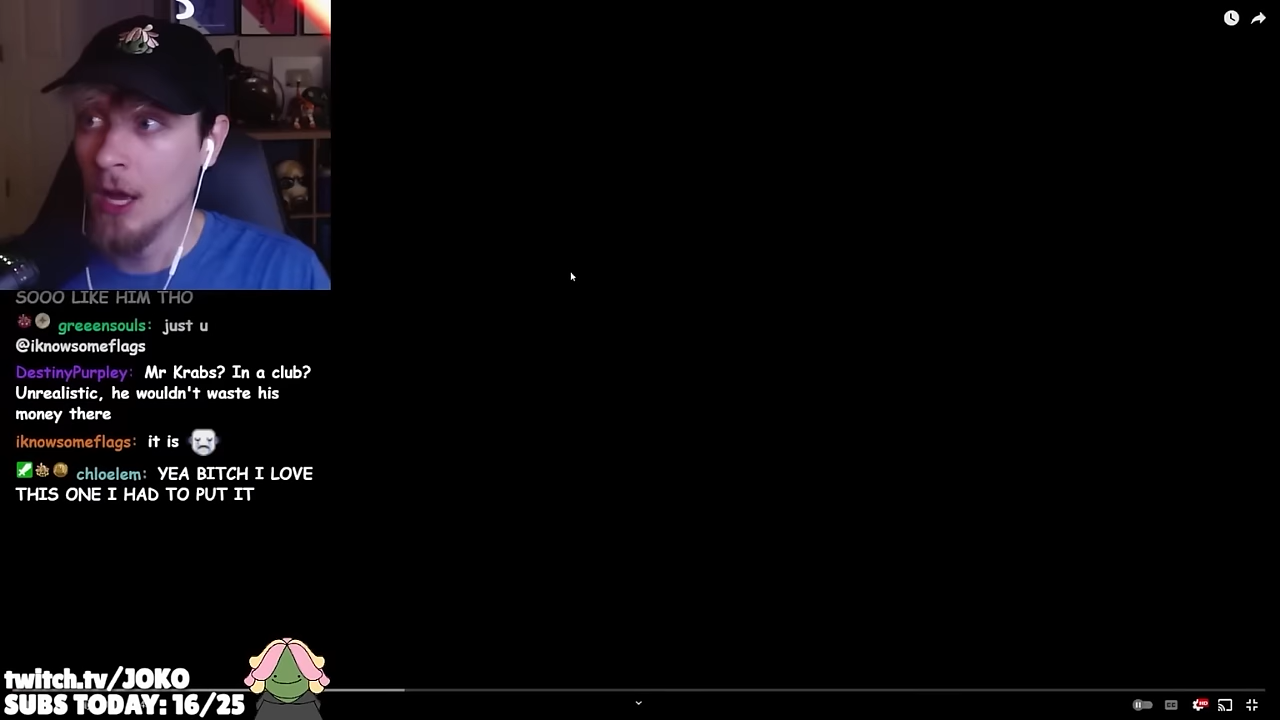 S
SOOO LIKE HIM THO
greeensouls: just u
@iknowsomeflags
DestinyPurpley: Mr Krabs? In a club?
Unrealistic, he wouldn't waste his
money there
iknowsomeflags: it is
chloelem: YEA BITCH I LOVE
THIS ONE I HAD TO PUT IT
twitch.tv/JOKO
SUBS TODAY: 16/25
CC
HD